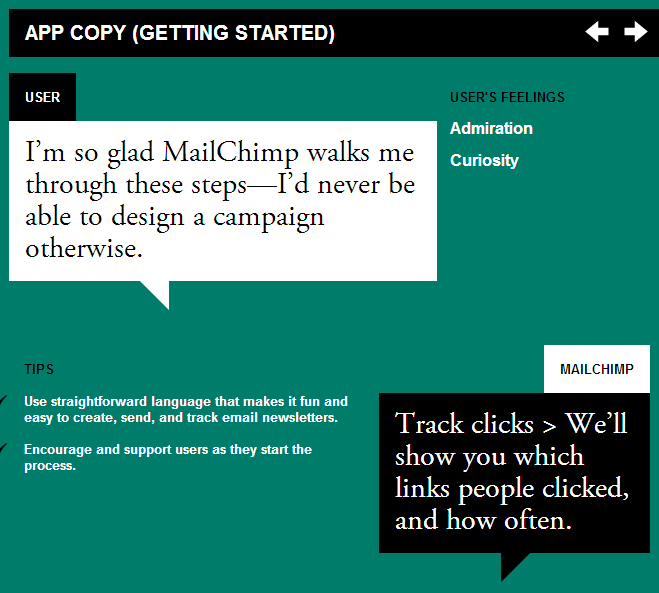 APP COPY (GETTING STARTED)
USER
I’m so glad MailChimp walks me
through these steps—I’d never be
able to design a campaign
otherwise.
USER'S FEELINGS
Admiration
Curiosity
TIPS
Use straightforward language that makes it fun and
easy to create, send, and track email newsletters.
Encourage and support users as they start the
process.
MAILCHIMP
Track clicks > We’ll
show you which
links people clicked,
and how often.